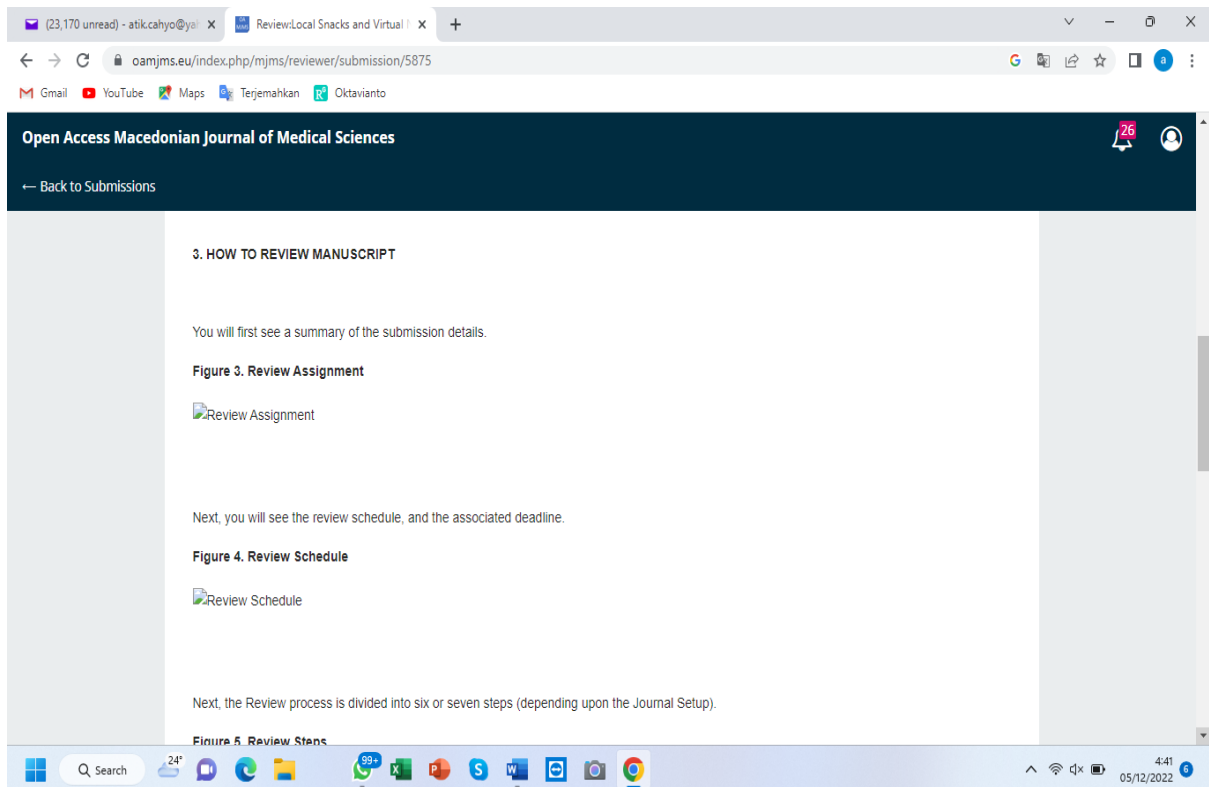 (23,170 unread) - atik.cahyo@ya
Review:Local Snacks and Virtual
oamjms.eu/index.php/mjms/reviewer/submission/5875
G
a
Gmail YouTube Maps Terjemahkan Oktavianto
Open Access Macedonian Journal of Medical Sciences
26
← Back to Submissions
3. HOW TO REVIEW MANUSCRIPT
You will first see a summary of the submission details.
Figure 3. Review Assignment
Review Assignment
Next, you will see the review schedule, and the associated deadline.
Figure 4. Review Schedule
Review Schedule
Next, the Review process is divided into six or seven steps (depending upon the Journal Setup).
Figure 5. Review Steps
Search
24°
99+
4:41
05/12/2022
6